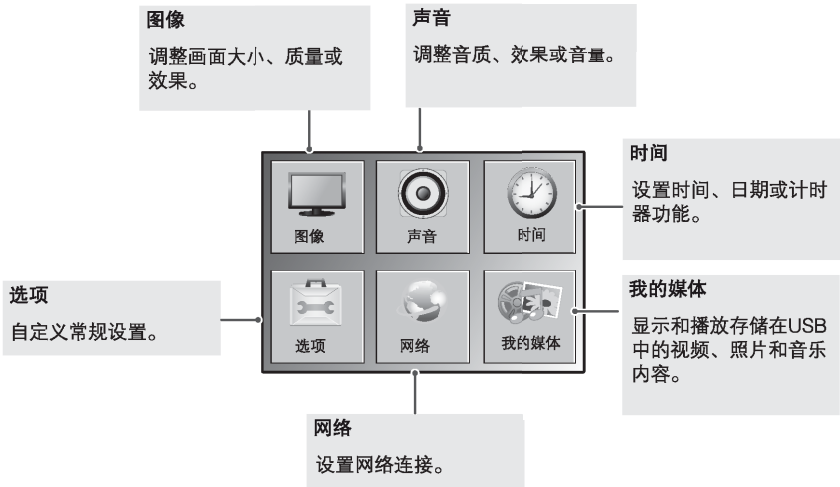 图像
调整画面大小、质量或
效果。
声音
调整音质、效果或音量。
图像
声音
时间
选项
网络
我的媒体
时间
设置时间、日期或计时
器功能。
选项
自定义常规设置。
我的媒体
显示和播放存储在USB
中的视频、照片和音乐
内容。
网络
设置网络连接。